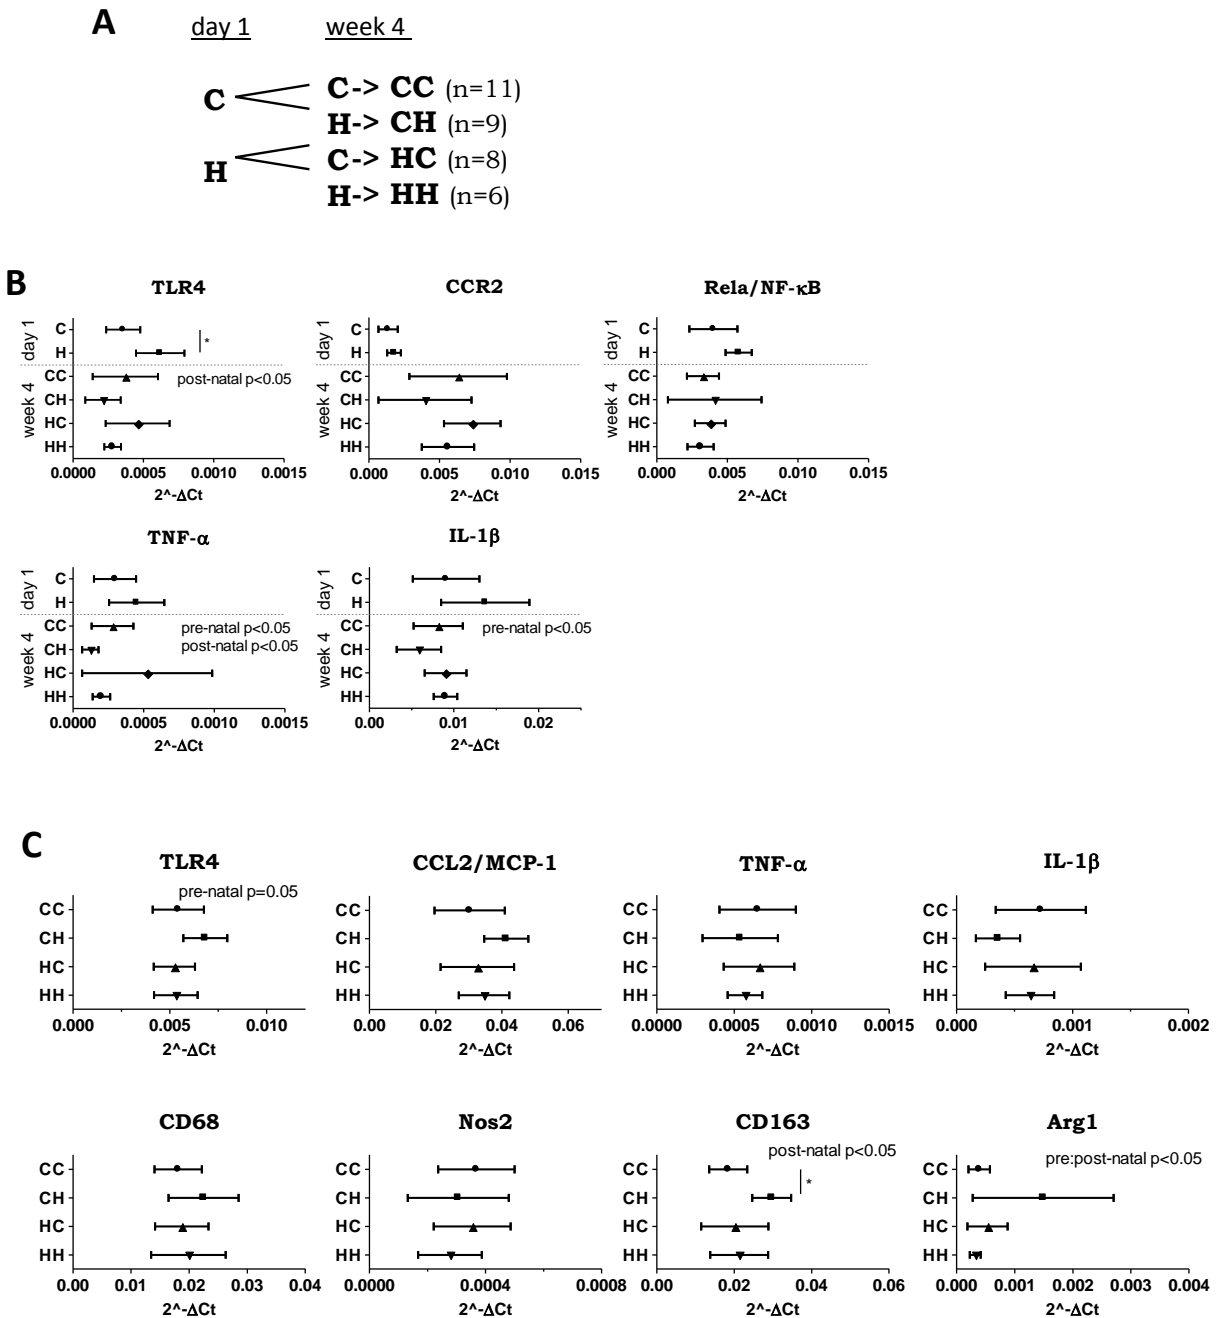 A
day 1 week 4
C
C-> CC (n=11)
H-> CH (n=9)
H
C-> HC (n=8)
H-> HH (n=6)
B
TLR4
day 1
week 4
C
H
CC
CH
HC
HH
*
post-natal p<0.05
0.0000 0.0005 0.0010 0.0015
2^-ΔCt
CCR2
day 1
week 4
C
H
CC
CH
HC
HH
0.000 0.005 0.010 0.015
2^-ΔCt
Rela/NF-κB
day 1
week 4
C
H
CC
CH
HC
HH
0.000 0.005 0.010 0.015
2^-ΔCt
TNF-α
day 1
week 4
C
H
CC
CH
HC
HH
pre-natal p<0.05
post-natal p<0.05
0.0000 0.0005 0.0010 0.0015
2^-ΔCt
IL-1β
day 1
week 4
C
H
CC
CH
HC
HH
pre-natal p<0.05
0.00 0.01 0.02
2^-ΔCt
C
TLR4
pre-natal p=0.05
CC
CH
HC
HH
0.000 0.005 0.010
2^-ΔCt
CCL2/MCP-1
CC
CH
HC
HH
0.00 0.02 0.04 0.06
2^-ΔCt
TNF-α
CC
CH
HC
HH
0.0000 0.0005 0.0010 0.0015
2^-ΔCt
IL-1β
CC
CH
HC
HH
0.000 0.001 0.002
2^-ΔCt
CD68
CC
CH
HC
HH
0.00 0.01 0.02 0.03 0.04
2^-ΔCt
Nos2
CC
CH
HC
HH
0.0000 0.0004 0.0008
2^-ΔCt
CD163
post-natal p<0.05
CC
CH
HC
HH
*
0.00 0.02 0.04 0.06
2^-ΔCt
Arg1
pre:post-natal p<0.05
CC
CH
HC
HH
0.000 0.001 0.002 0.003 0.004
2^-ΔCt